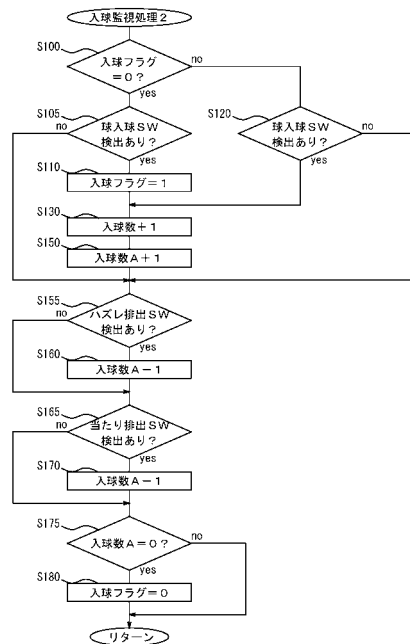 入球監視処理2
S100
入球フラグ
=0?
no
yes
S105
球入球SW
検出あり?
no
yes
S120
球入球SW
検出あり?
no
yes
S110
入球フラグ=1
S130
入球数+1
S150
入球数A+1
S155
ハズレ排出SW
検出あり?
no
yes
S160
入球数A-1
S165
当たり排出SW
検出あり?
no
yes
S170
入球数A-1
S175
入球数A=0?
no
yes
S180
入球フラグ=0
リターン